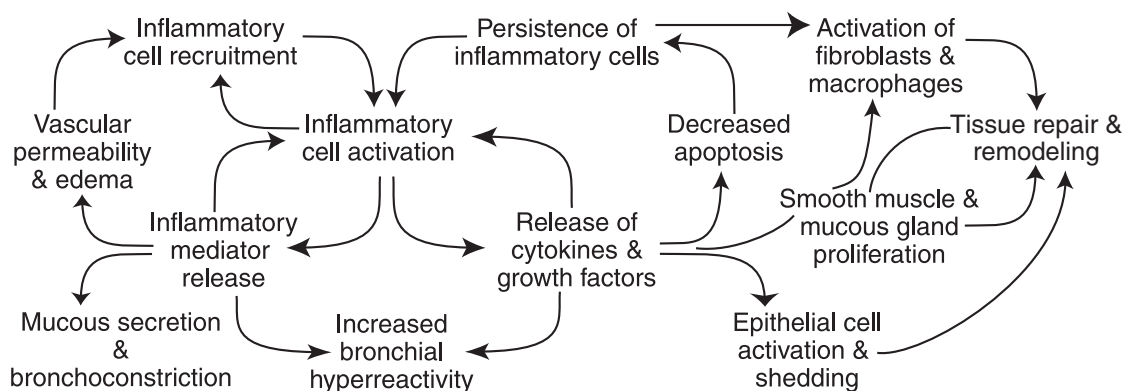 Inflammatory
cell recruitment
Persistence of
inflammatory cells
Activation of
fibroblasts &
macrophages
Vascular
permeability
& edema
Inflammatory
cell activation
Decreased
apoptosis
Tissue repair &
remodeling
Inflammatory
mediator
release
Release of
cytokines &
growth factors
Smooth muscle &
mucous gland
proliferation
Mucous secretion
&
bronchoconstriction
Increased
bronchial
hyperreactivity
Epithelial cell
activation &
shedding